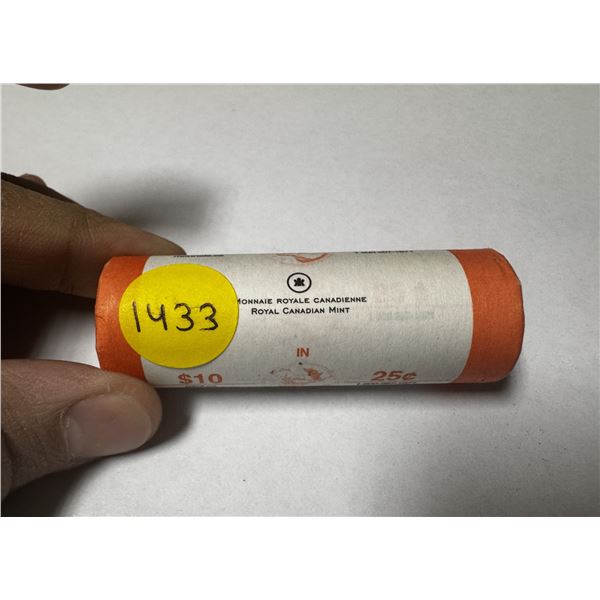 1433
MONNAIE ROYALE CANADIENNE
ROYAL CANADIAN MINT
IN
$10
25¢